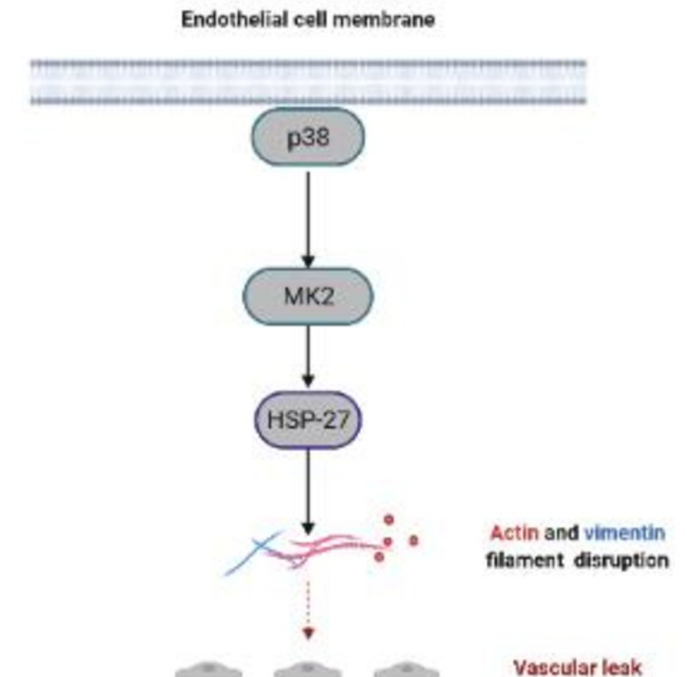 Endothelial cell membrane
p38
MK2
HSP-27
Actin and vimentin
filament disruption
Vascular leak